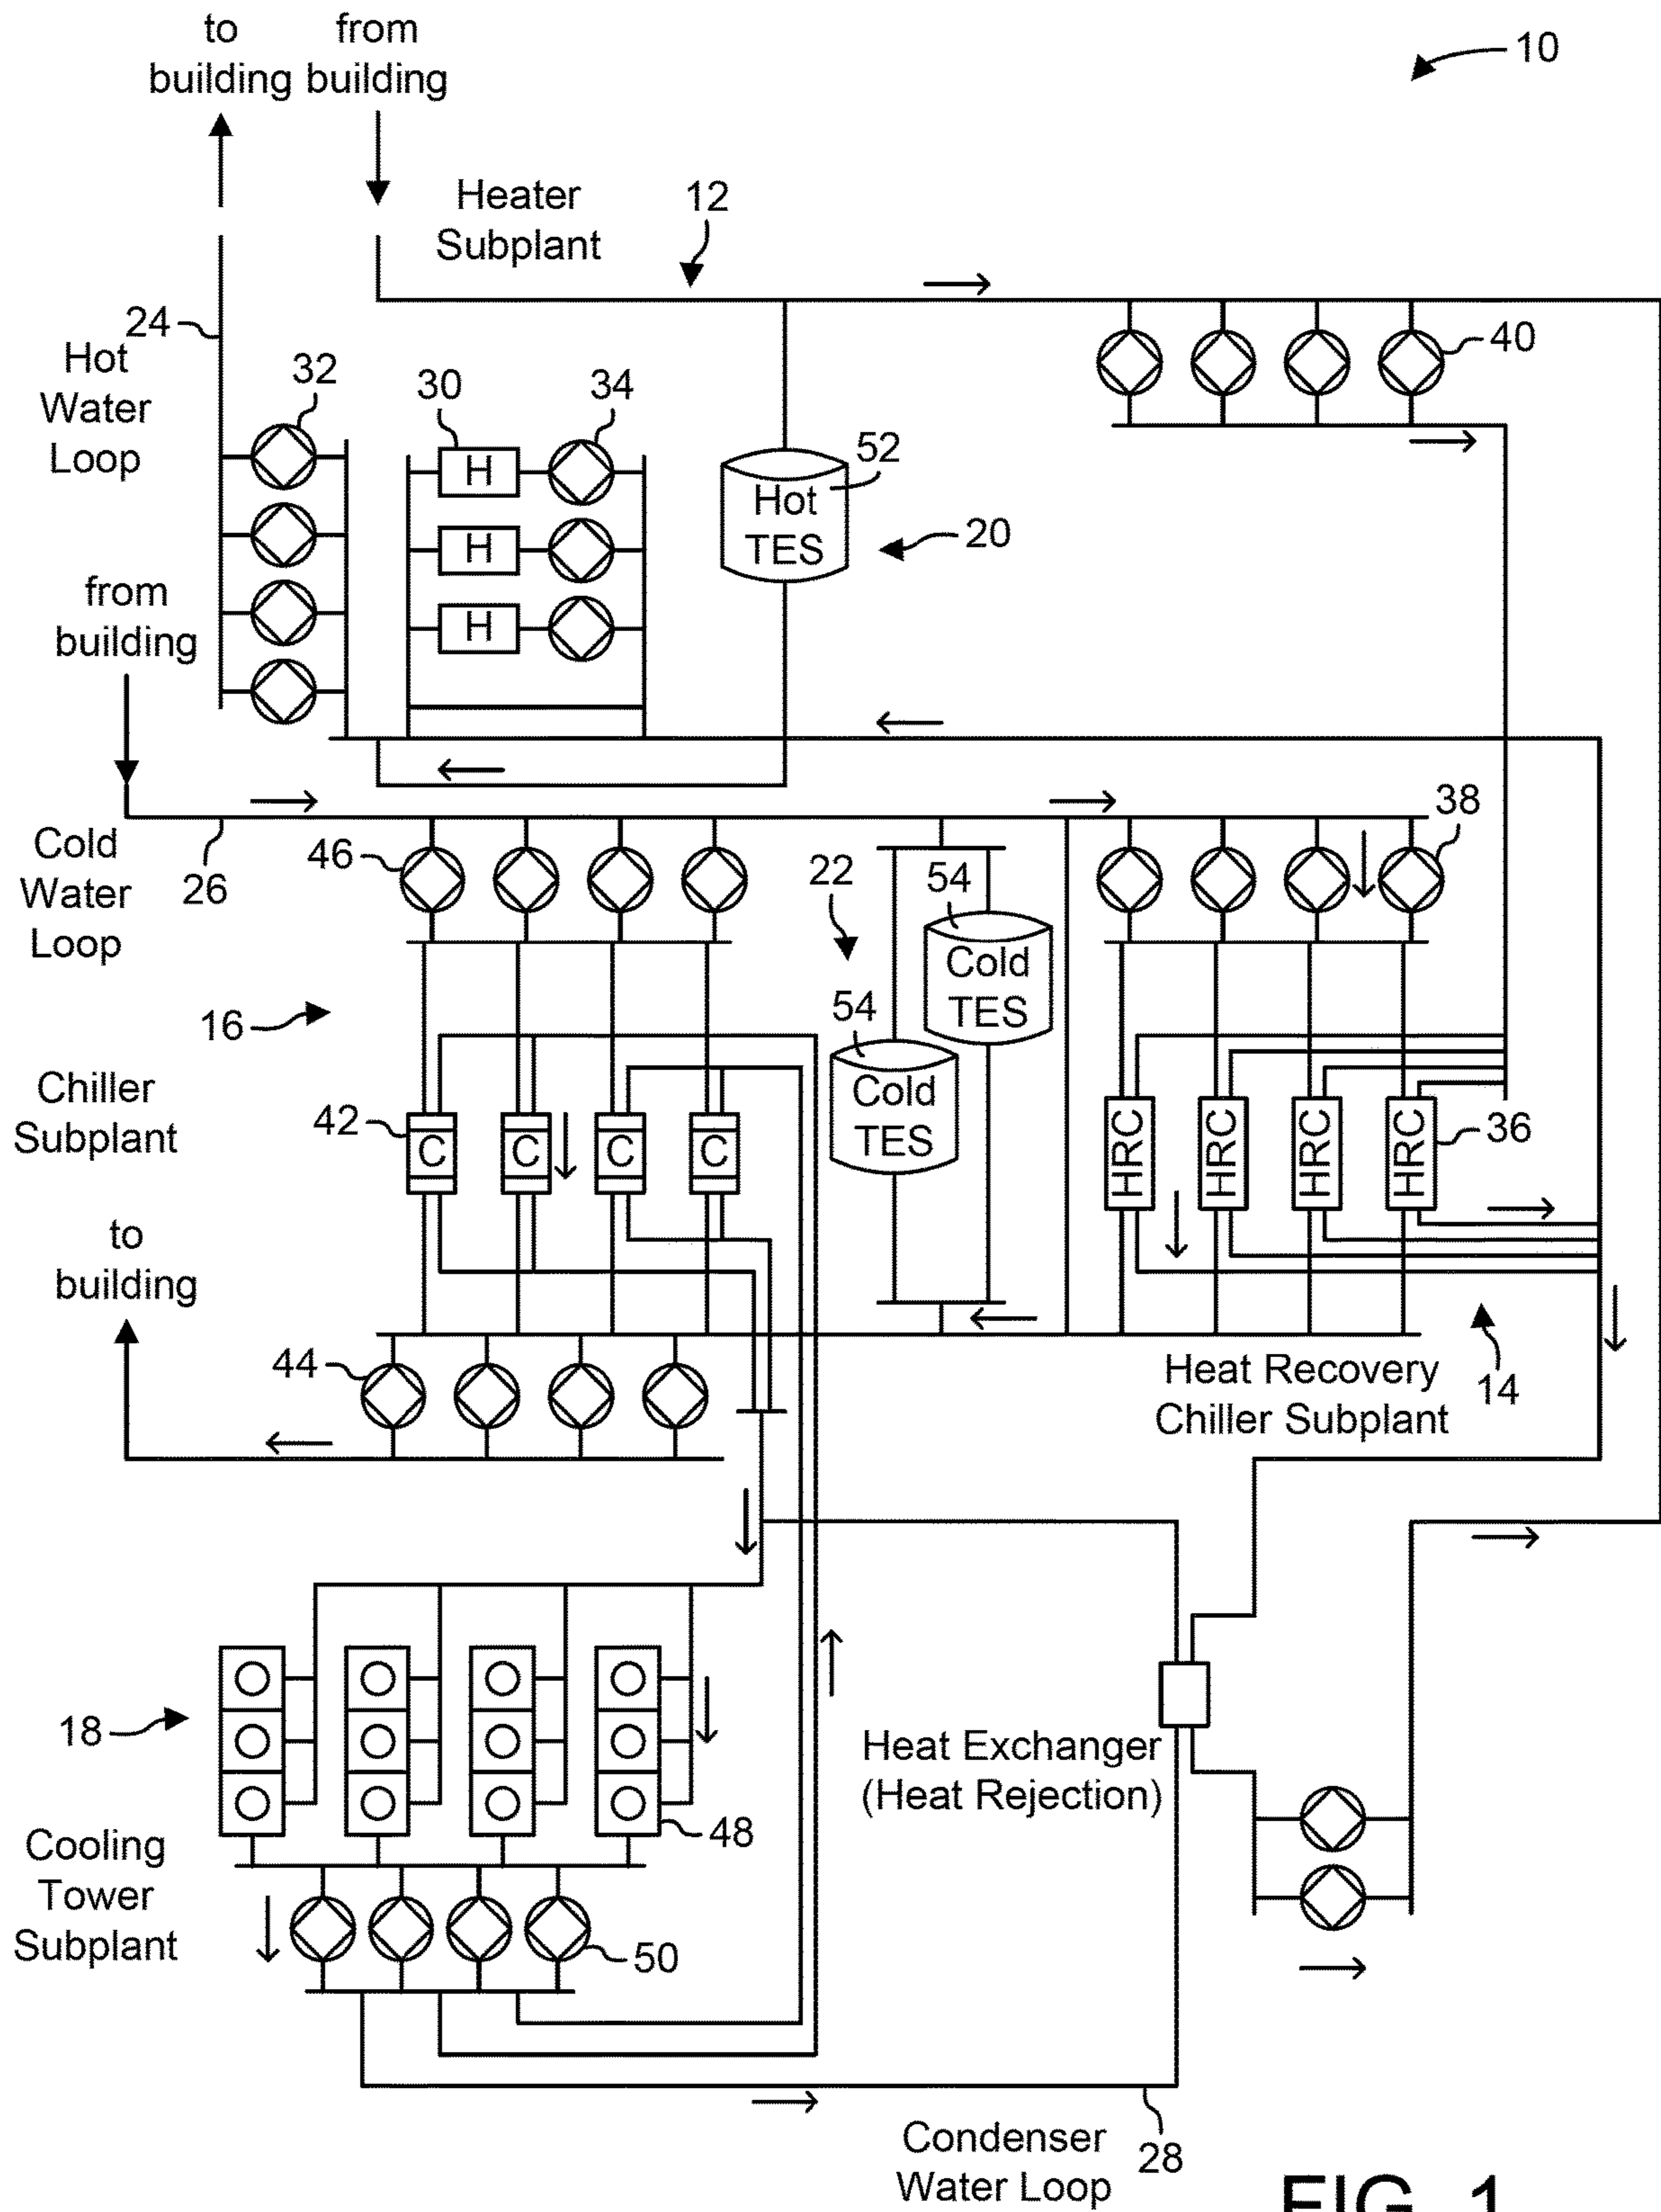 to
building
from
building
10
Heater
Subplant
12
24
Hot
Water
Loop
32
30
34
H
H
H
52
Hot
TES
20
40
from
building
Cold
Water
Loop
26
46
22
54
Cold
TES
54
Cold
TES
38
16
Chiller
Subplant
42
C
C
C
C
HRC
HRC
HRC
HRC
36
to
building
44
Heat Recovery
Chiller Subplant
14
18
Heat Exchanger
(Heat Rejection)
48
Cooling
Tower
Subplant
50
Condenser
Water Loop
28
FIG. 1